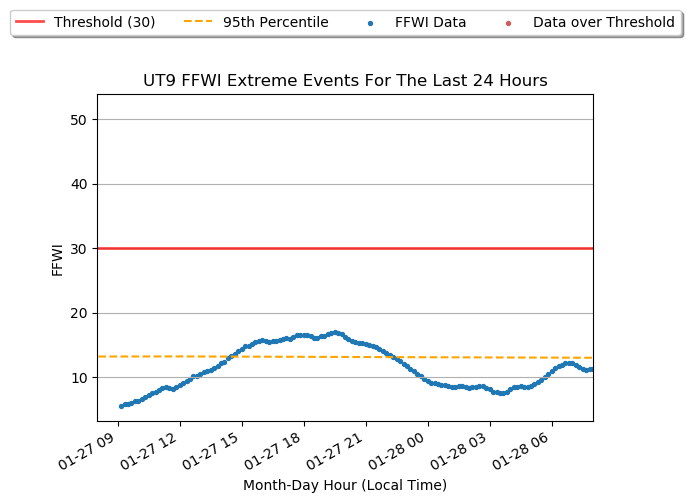 Threshold (30) 95th Percentile FFWI Data Data over Threshold
UT9 FFWI Extreme Events For The Last 24 Hours
50
40
30
20
10
FFWI
01-27 09 01-27 12 01-27 15 01-27 18 01-27 21 01-28 00 01-28 03 01-28 06
Month-Day Hour (Local Time)